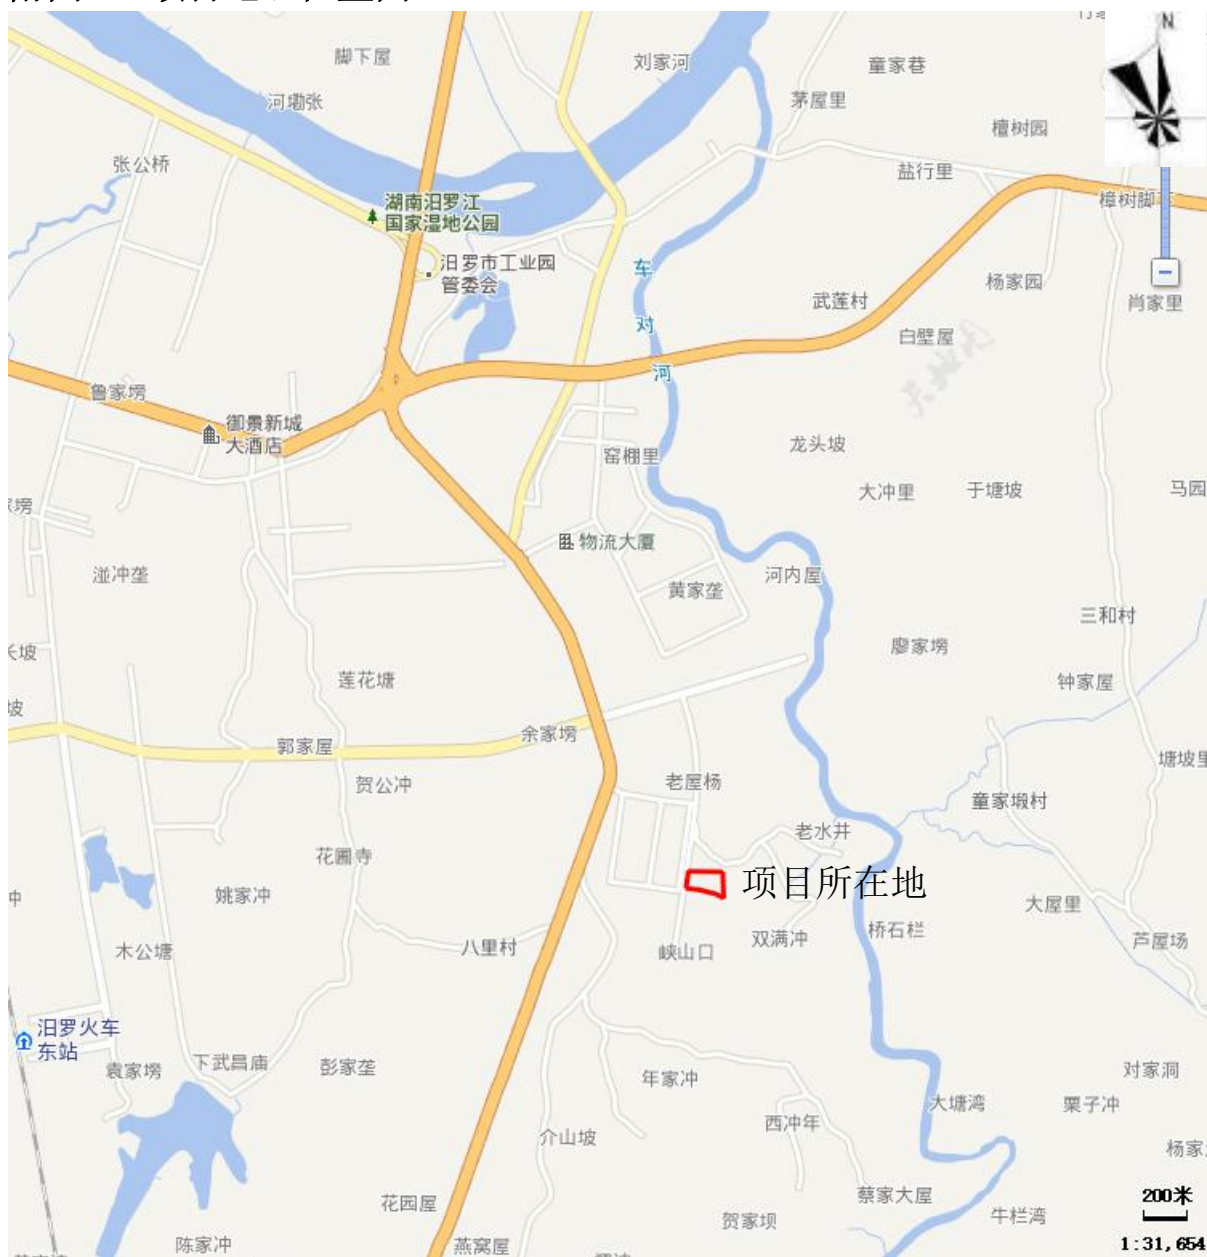 N
脚下屋
刘家河
童家巷
河墈张
茅屋里
檀树园
张公桥
盐行里
樟树脚
湖南汨罗江
国家湿地公园
汨罗市工业园
管委会
车对河
杨家园
武莲村
肖家里
白壁屋
鲁家塝
御景新城
大酒店
龙头坡
窑棚里
大冲里
于塘坡
马园
物流大厦
湴冲垄
河内屋
黄家垄
三和村
廖家塝
长坡
莲花塘
钟家屋
坡
余家塝
郭家屋
塘坡里
老屋杨
贺公冲
童家塅村
老水井
花圃寺
项目所在地
姚家冲
冲
大屋里
桥石栏
双满冲
芦屋场
八里村
木公塘
峡山口
汨罗火车
东站
下武昌庙
袁家塝
彭家垄
年家冲
对家洞
大塘湾
栗子冲
西冲年
介山坡
杨家
200米
花园屋
蔡家大屋
牛栏湾
贺家坝
陈家冲
燕窝屋
1:31,654